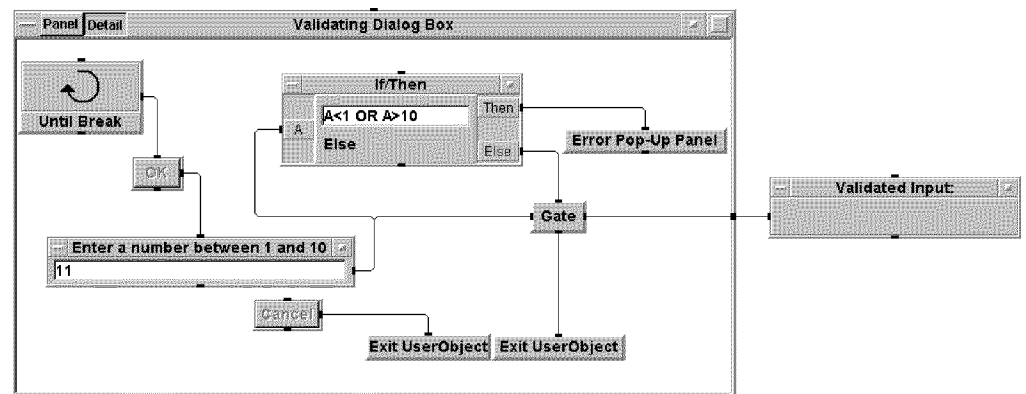 Panel Detail Validating Dialog Box
Until Break
If/Then
A
A<1 OR A>10
Else
Then
Else
Error Pop-Up Panel
OK
Validated Input:
Gate
Enter a number between 1 and 10
11
Cancel
Exit UserObject
Exit UserObject